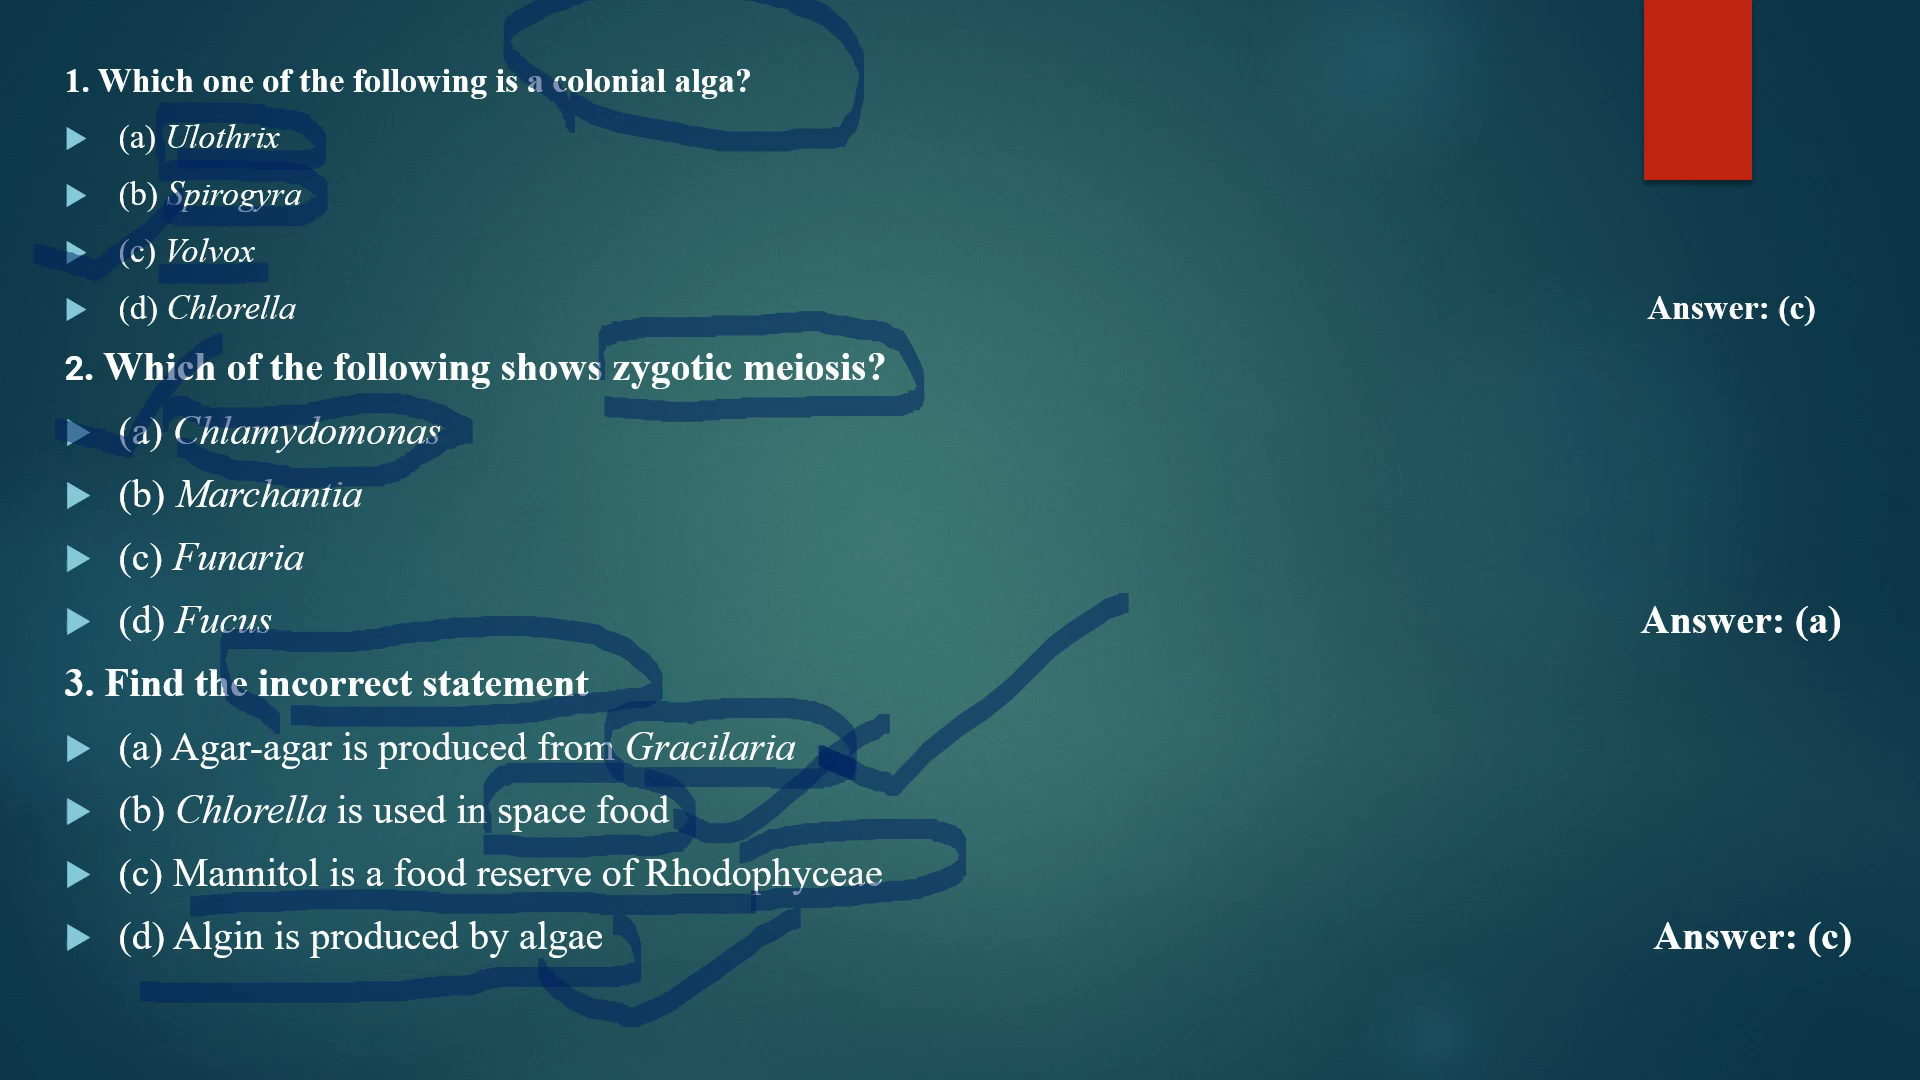 1. Which one of the following is a colonial alga?
(a) Ulothrix
(b) Spirogyra
(c) Volvox
(d) Chlorella Answer: (c)
2. Which of the following shows zygotic meiosis?
(a) Chlamydomonas
(b) Marchantia
(c) Funaria
(d) Fucus Answer: (a)
3. Find the incorrect statement
(a) Agar-agar is produced from Gracilaria
(b) Chlorella is used in space food
(c) Mannitol is a food reserve of Rhodophyceae
(d) Algin is produced by algae Answer: (c)